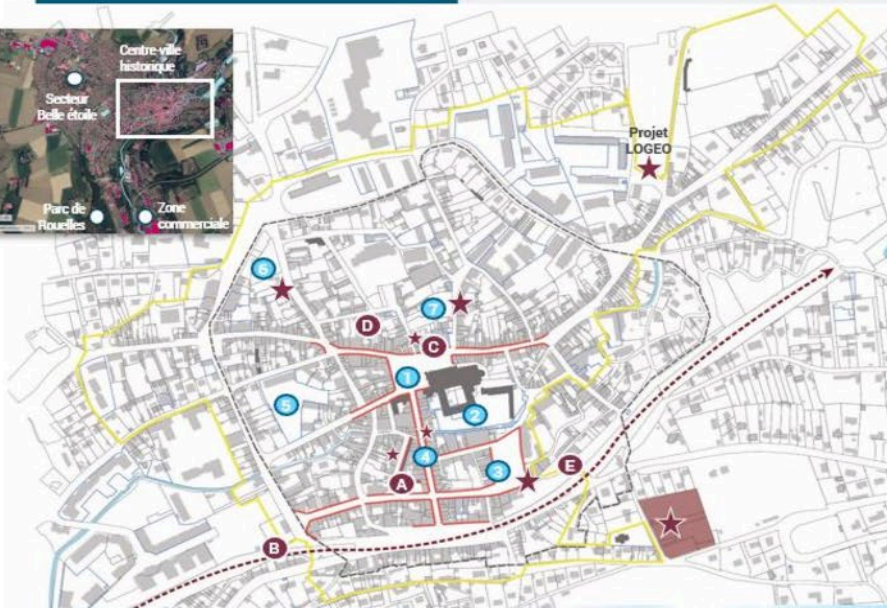 Centre-ville
historique
Secteur
Belle étoile
Parc de
Rouelles
Zone
commerciale
Projet
LOGEO
6
7
D
C
1
5
2
4
3
E
A
B